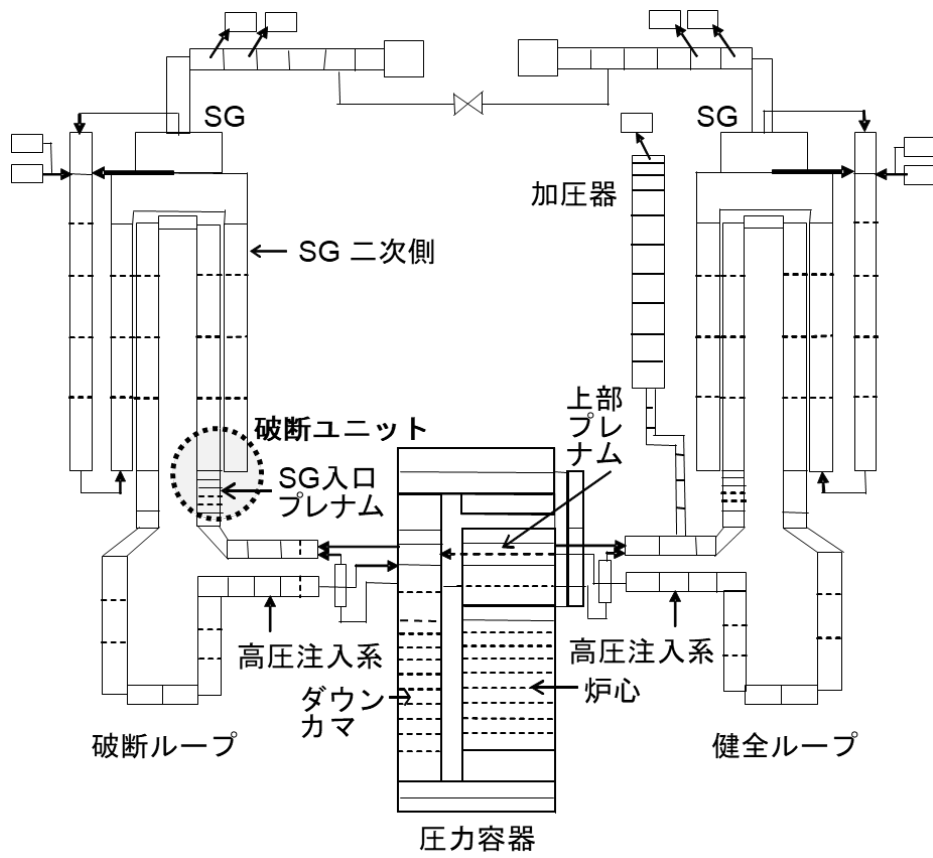 SG
SG
加圧器
SG 二次側
破断ユニット
上部
プレ
ナム
SG入口
プレナム
高圧注入系
高圧注入系
ダウン
カマ
炉心
破断ループ
健全ループ
圧力容器